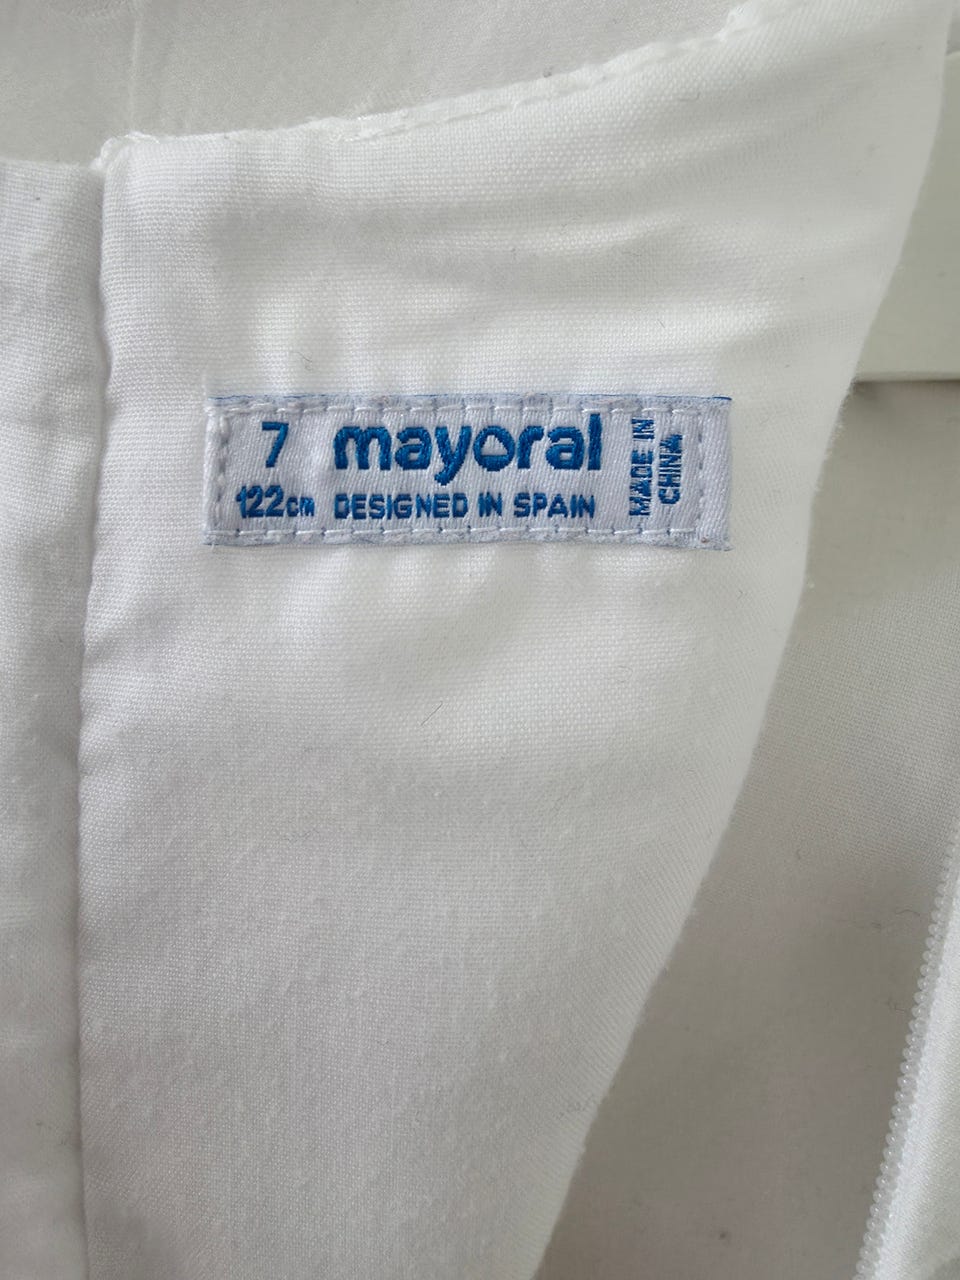 7 mayoral
122cm DESIGNED IN SPAIN
MADE IN
CHINA